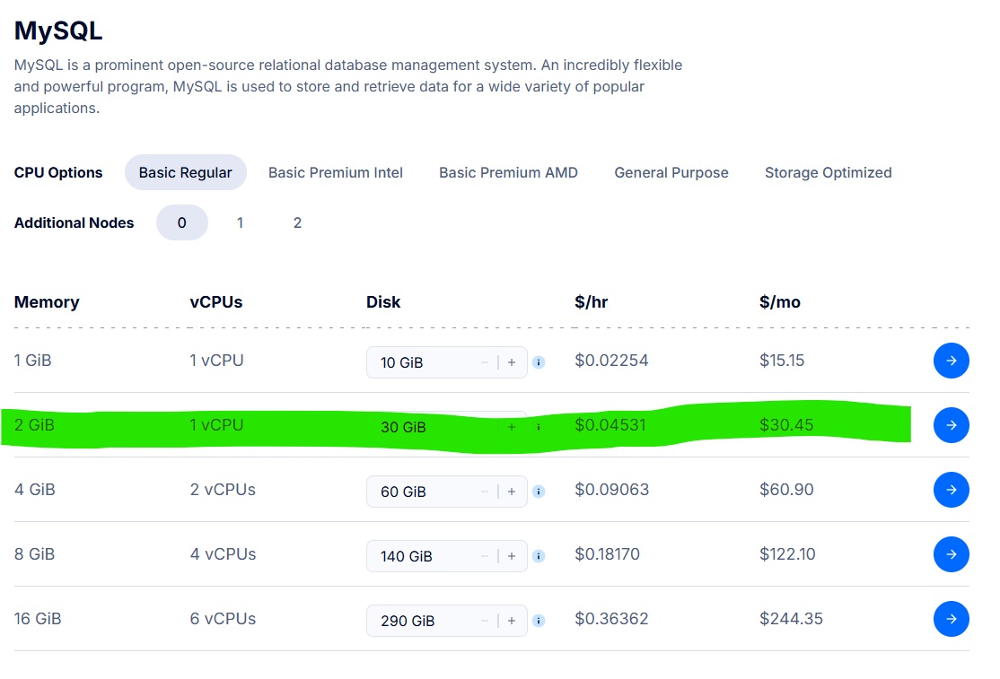 MySQL
MySQL is a prominent open-source relational database management system. An incredibly flexible
and powerful program, MySQL is used to store and retrieve data for a wide variety of popular
applications.
CPU Options Basic Regular Basic Premium Intel Basic Premium AMD General Purpose Storage Optimized
Additional Nodes 0 1 2
Memory vCPUs Disk $/hr $/mo
1 GiB 1 vCPU 10 GiB − | + i $0.02254 $15.15
2 GiB 1 vCPU 30 GiB + i $0.04531 $30.45
4 GiB 2 vCPUs 60 GiB − | + i $0.09063 $60.90
8 GiB 4 vCPUs 140 GiB − | + i $0.18170 $122.10
16 GiB 6 vCPUs 290 GiB − | + i $0.36362 $244.35